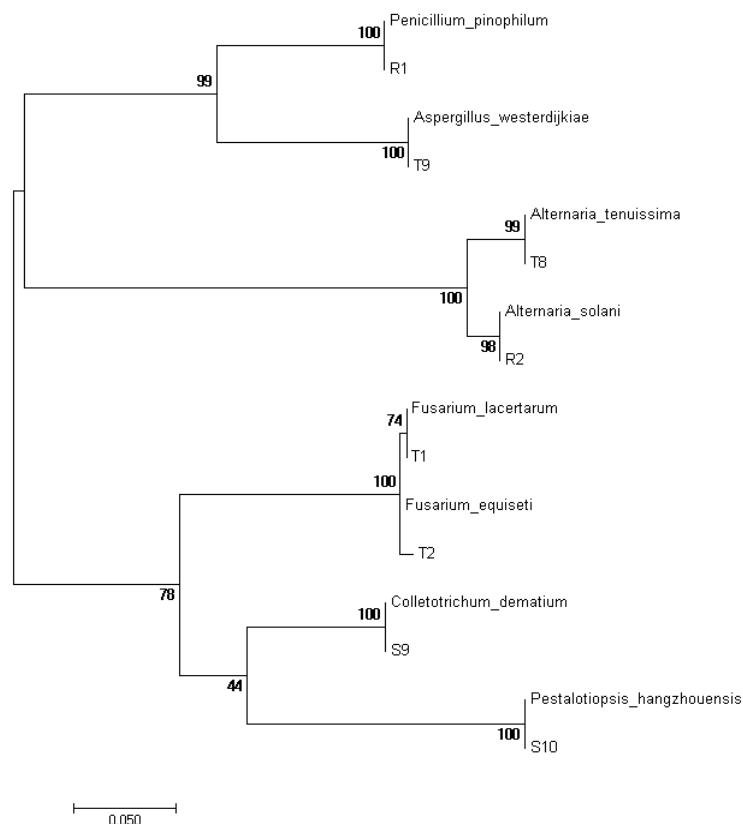 Penicillium_pinophilum
100
R1
99
Aspergillus_westerdijkiae
100
T9
Alternaria_tenuissima
99
T8
100
Alternaria_solani
98
R2
Fusarium_lacertarum
74
T1
100
Fusarium_equiseti
T2
78
Colletotrichum_dematium
100
S9
44
Pestalotiopsis_hangzhouensis
100
S10
0.050